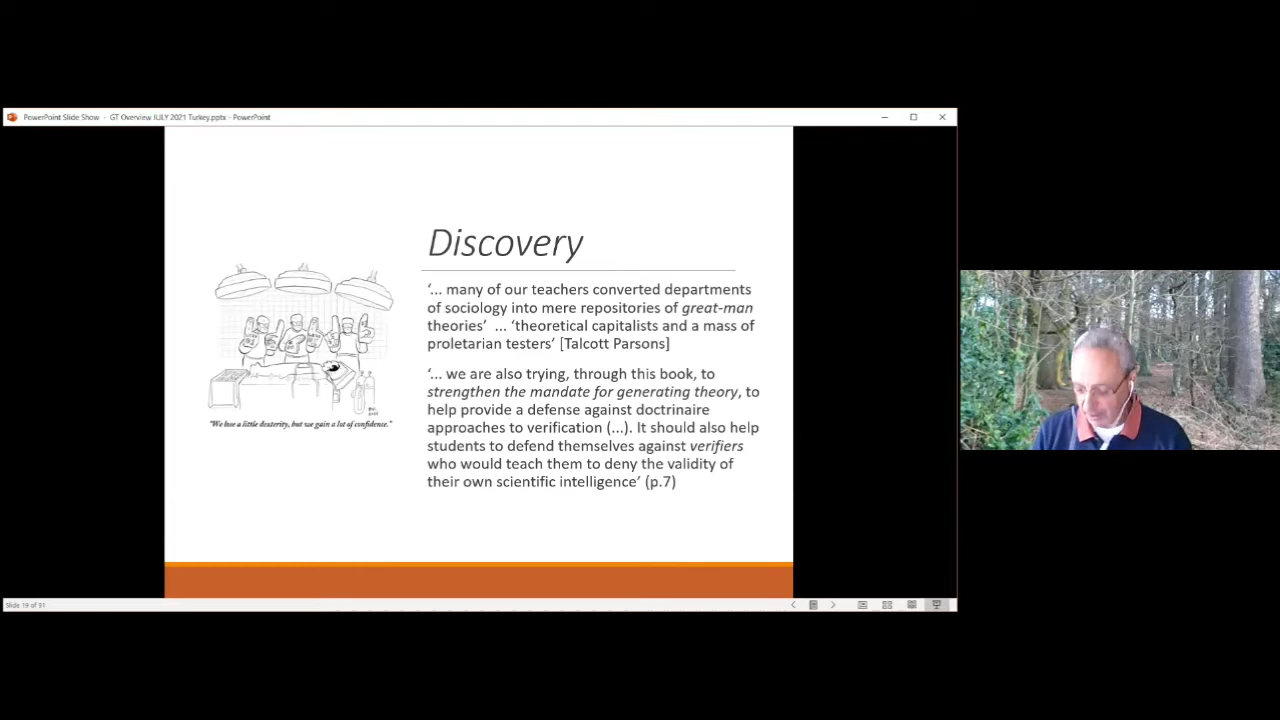 PowerPoint Slide Show - GT Overview JULY 2021 Turkey.pptx - PowerPoint
Discovery
‘... many of our teachers converted departments
of sociology into mere repositories of great-man
theories’ ... ‘theoretical capitalists and a mass of
proletarian testers’ [Talcott Parsons]
‘... we are also trying, through this book, to
strengthen the mandate for generating theory, to
help provide a defense against doctrinaire
approaches to verification (...). It should also help
students to defend themselves against verifiers
who would teach them to deny the validity of
their own scientific intelligence’ (p.7)
"We lose a little dexterity, but we gain a lot of confidence."
Slide 19 of 91